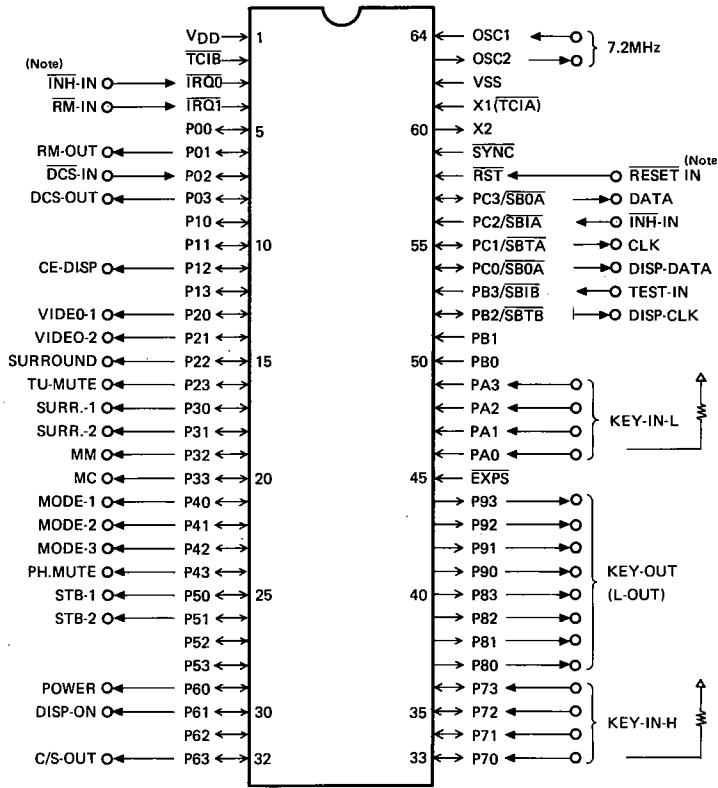 VDD 1 64 OSC1
TCIB OSC2 7.2MHz
(Note)
INH-IN IRQ0 VSS
RM-IN IRQ1 X1(TCIA)
P00 5 60 X2
RM-OUT P01 SYNC
(Note
DCS-IN P02 RST RESET IN
DCS-OUT P03 PC3/SB0A DATA
P10 PC2/SBIA INH-IN
P11 10 55 PC1/SBTA CLK
CE-DISP P12 PC0/SB0A DISP-DATA
P13 PB3/SBIB TEST-IN
VIDE0-1 P20 PB2/SBTB DISP-CLK
VIDEO-2 P21 PB1
SURROUND P22 15 50 PB0
TU-MUTE P23 PA3
SURR.-1 P30 PA2 KEY-IN-L
SURR.-2 P31 PA1
MM P32 PA0
MC P33 20 45 EXPS
MODE-1 P40 P93
MODE-2 P41 P92
MODE-3 P42 P91
PH.MUTE P43 P90 KEY-OUT
STB-1 P50 25 40 P83 (L-OUT)
STB-2 P51 P82
P52 P81
P53 P80
POWER P60 P73
DISP-ON P61 30 35 P72 KEY-IN-H
P62 P71
C/S-OUT P63 32 33 P70